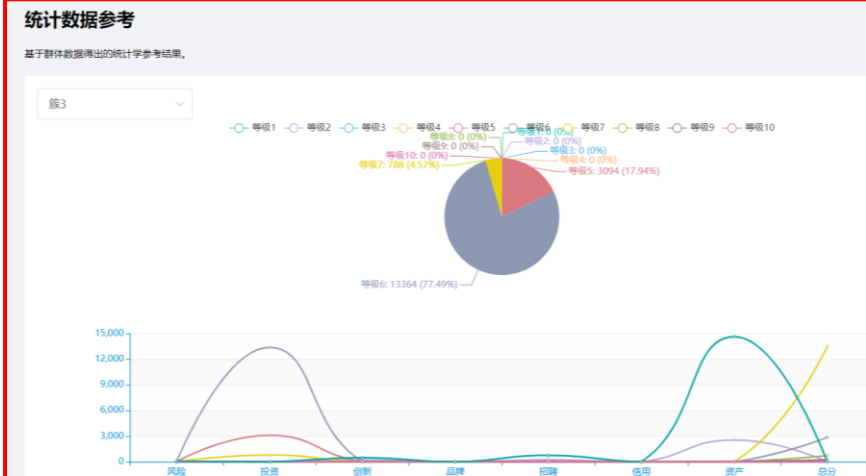 统计数据参考
基于群体数据得出的统计学参考结果。
簇3
等级1 等级2 等级3 等级4 等级5 等级6 等级7 等级8 等级9 等级10
等级8: 0 (0%)
等级1: 0 (0%)
等级9: 0 (0%)
等级2: 0 (0%)
等级10: 0 (0%)
等级3: 0 (0%)
等级7: 788 (4.57%)
等级4: 0 (0%)
等级5: 3094 (17.94%)
等级6: 13364 (77.49%)
15,000
12,000
9,000
6,000
3,000
0
风险 投资 创新 品牌 招聘 信用 资产 总分